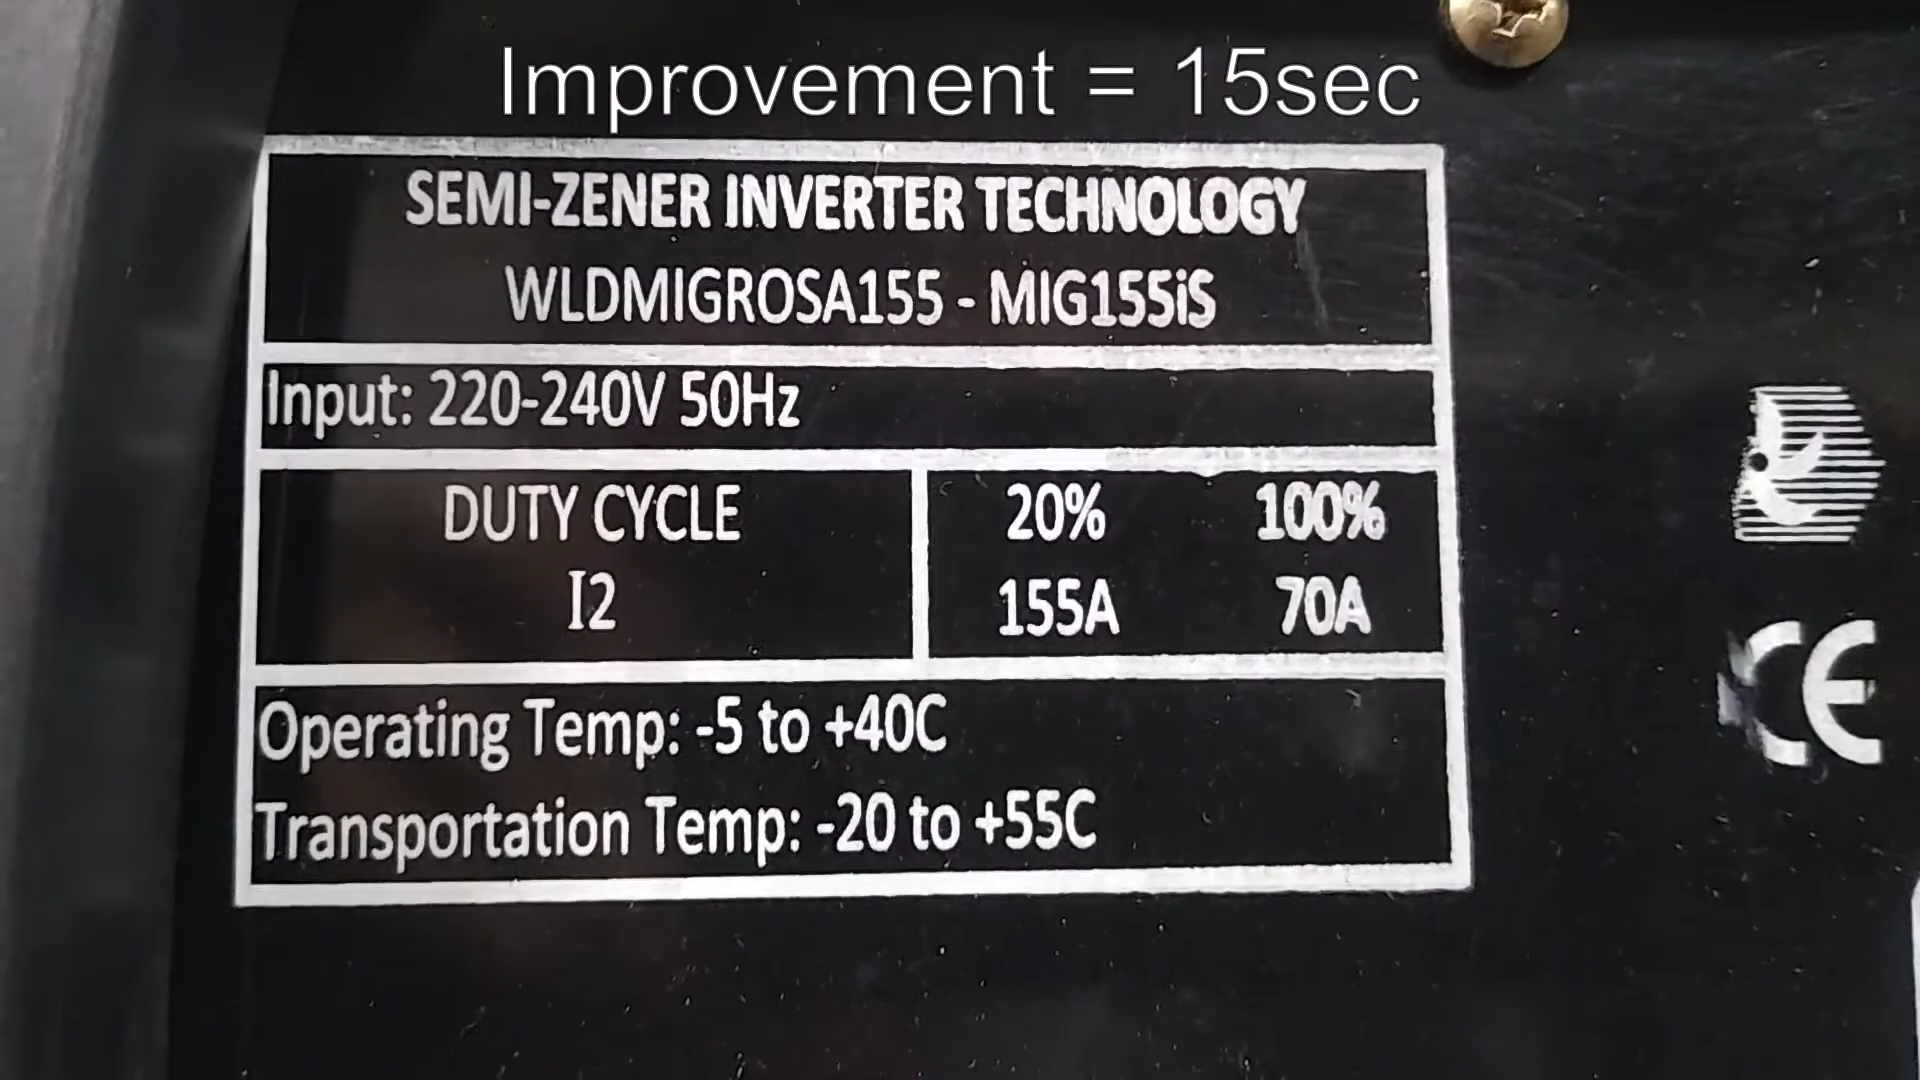 Improvement = 15sec
SEMI-ZENER INVERTER TECHNOLOGY
WLDMIGROSA155 - MIG155iS
Input: 220-240V 50Hz
DUTY CYCLE 20% 100%
I2 155A 70A
Operating Temp: -5 to +40C
Transportation Temp: -20 to +55C
CE